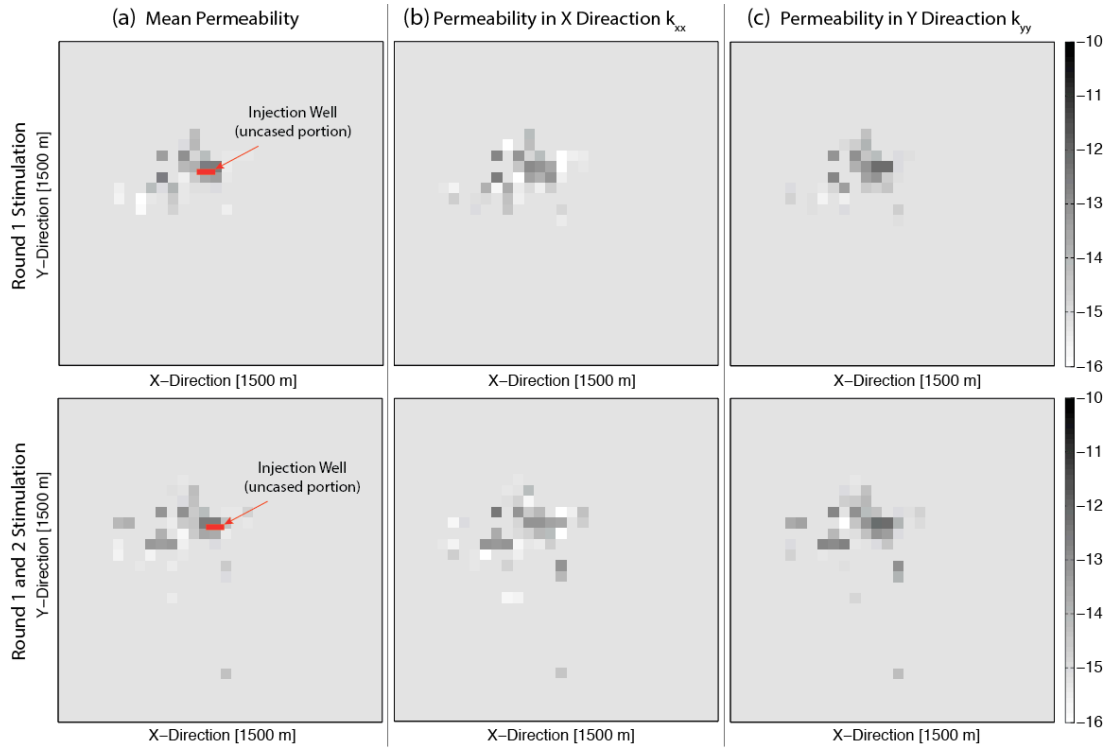 (a) Mean Permeability
(b) Permeability in X Direaction kxx
(c) Permeability in Y Direaction kyy
Round 1 Stimulation
Y−Direction [1500 m]
Injection Well
(uncased portion)
−10
−11
−12
−13
−14
−15
−16
X−Direction [1500 m]
X−Direction [1500 m]
X−Direction [1500 m]
Round 1 and 2 Stimulation
Y−Direction [1500 m]
Injection Well
(uncased portion)
−10
−11
−12
−13
−14
−15
−16
X−Direction [1500 m]
X−Direction [1500 m]
X−Direction [1500 m]